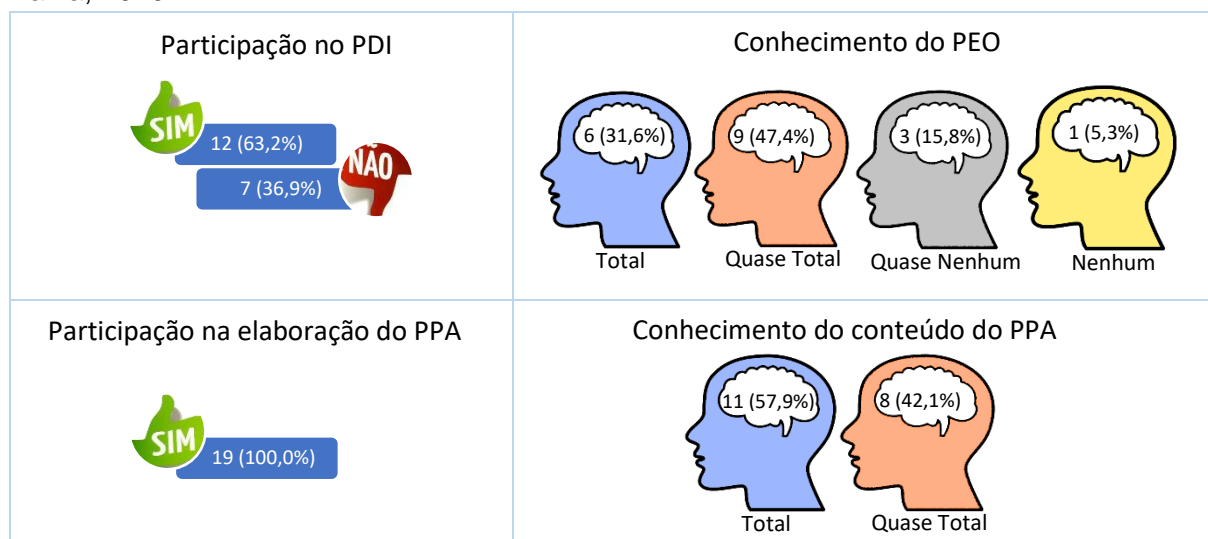 Participação no PDI
SIM
12 (63,2%)
NÃO
7 (36,9%)
Conhecimento do PEO
6 (31,6%)
9 (47,4%)
3 (15,8%)
1 (5,3%)
Total
Quase Total
Quase Nenhum
Nenhum
Participação na elaboração do PPA
SIM
19 (100,0%)
Conhecimento do conteúdo do PPA
11 (57,9%)
8 (42,1%)
Total
Quase Total